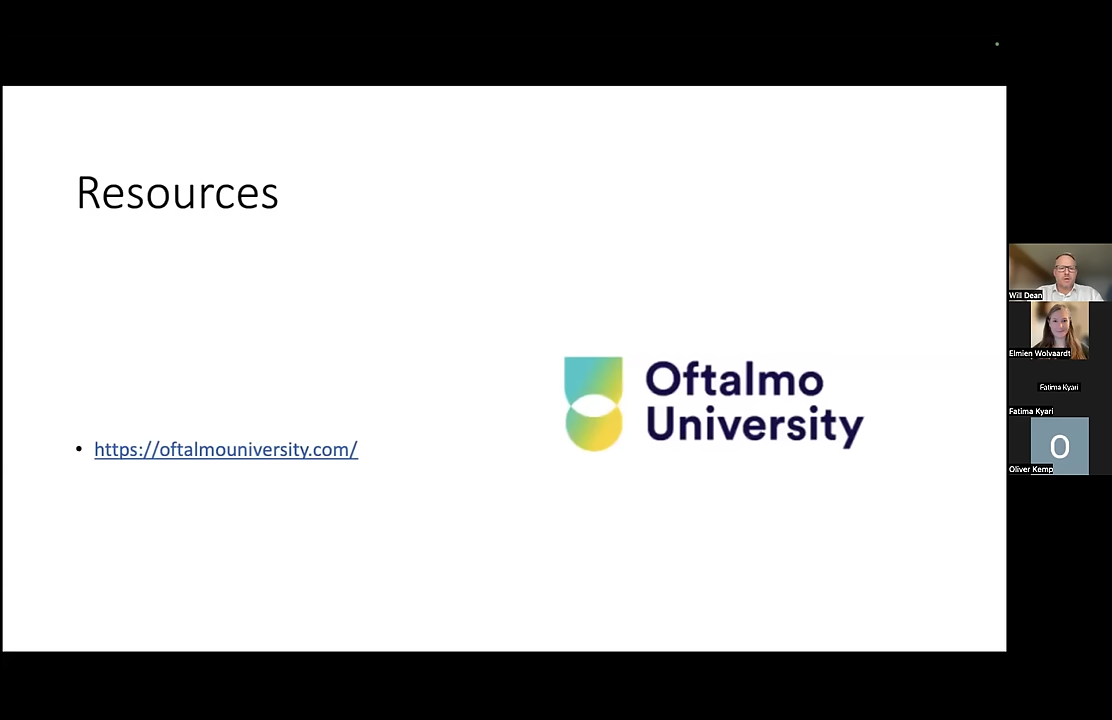 Resources
Oftalmo
University
• https://oftalmouniversity.com/
Will Dean
Elmien Wolvaardt
Fatima Kyari
Fatima Kyari
O
Oliver Kemp